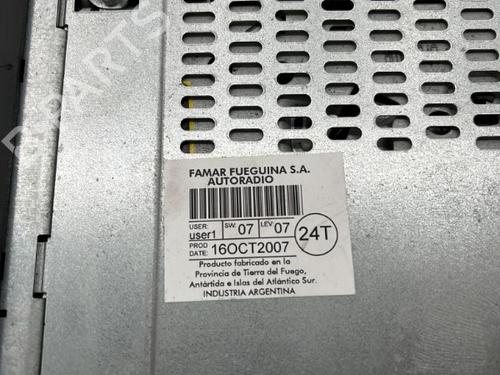 B-PARTS
FAMAR FUEGUINA S.A.
AUTORADIO
USER: user1 SW: 07 LEV: 07
PROD DATE: 16OCT2007
24T
Producto fabricado en la
Provincia de Tierra del Fuego,
Antártida e Islas del Atlántico Sur.
INDUSTRIA ARGENTINA